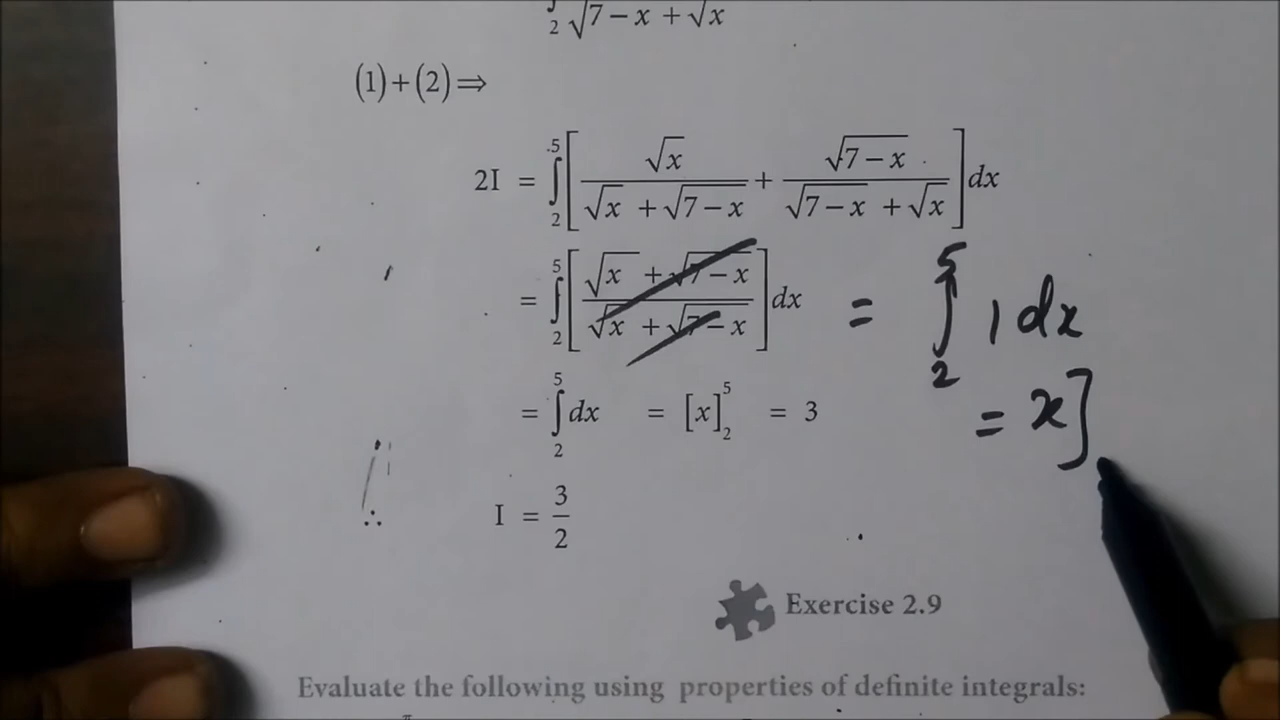 ∫₂ √(7 − x) + √x
(1) + (2) ⇒
2I = ∫₂⁵ [ √x / (√x + √(7 − x)) + √(7 − x) / (√(7 − x) + √x) ] dx
= ∫₂⁵ [ (√x + √(7 − x)) / (√x + √(7 − x)) ] dx = ∫₂⁵ 1 dx
= ∫₂⁵ dx = [x]₂⁵ = 3 = x]
∴ I = 3/2
Exercise 2.9
Evaluate the following using properties of definite integrals: